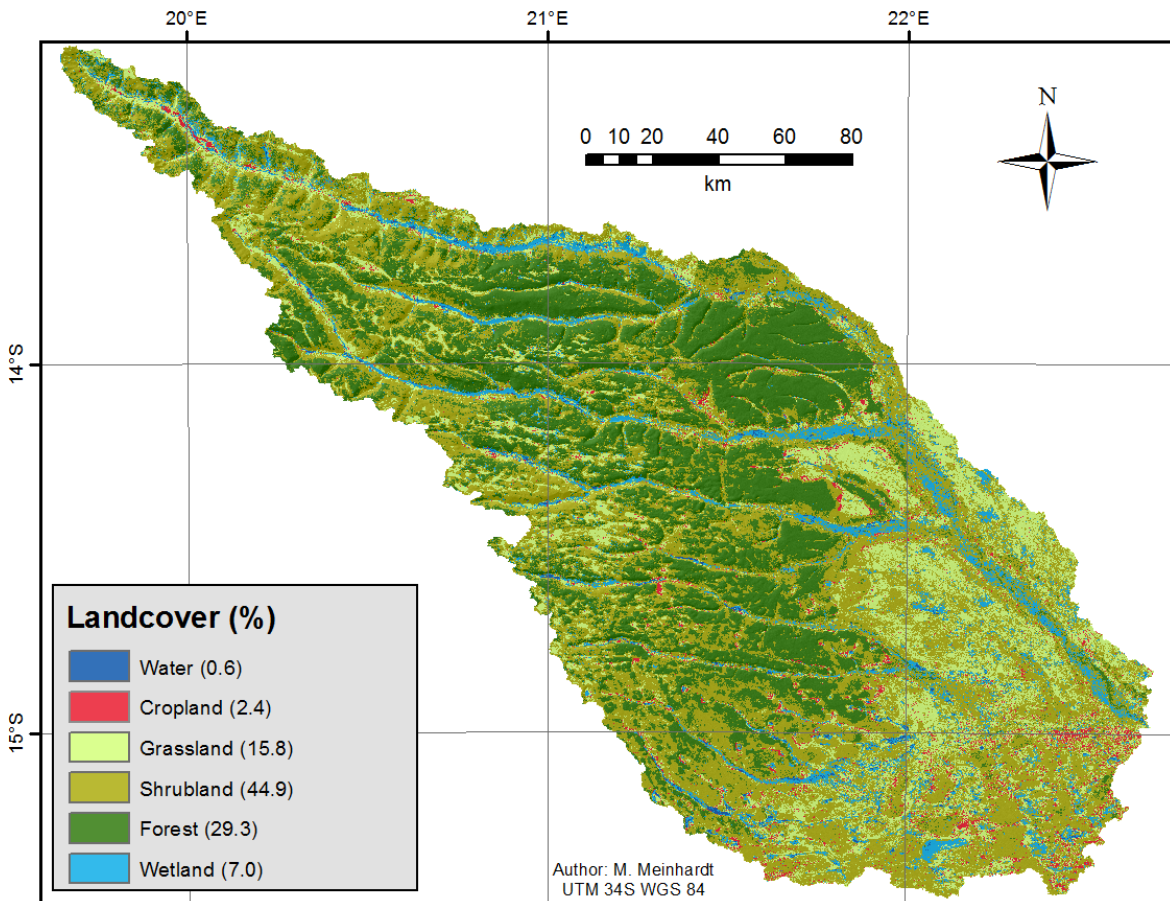 20°E 21°E 22°E
N
0 10 20 40 60 80
km
14°S
15°S
Landcover (%)
Water (0.6)
Cropland (2.4)
Grassland (15.8)
Shrubland (44.9)
Forest (29.3)
Wetland (7.0)
Author: M. Meinhardt
UTM 34S WGS 84